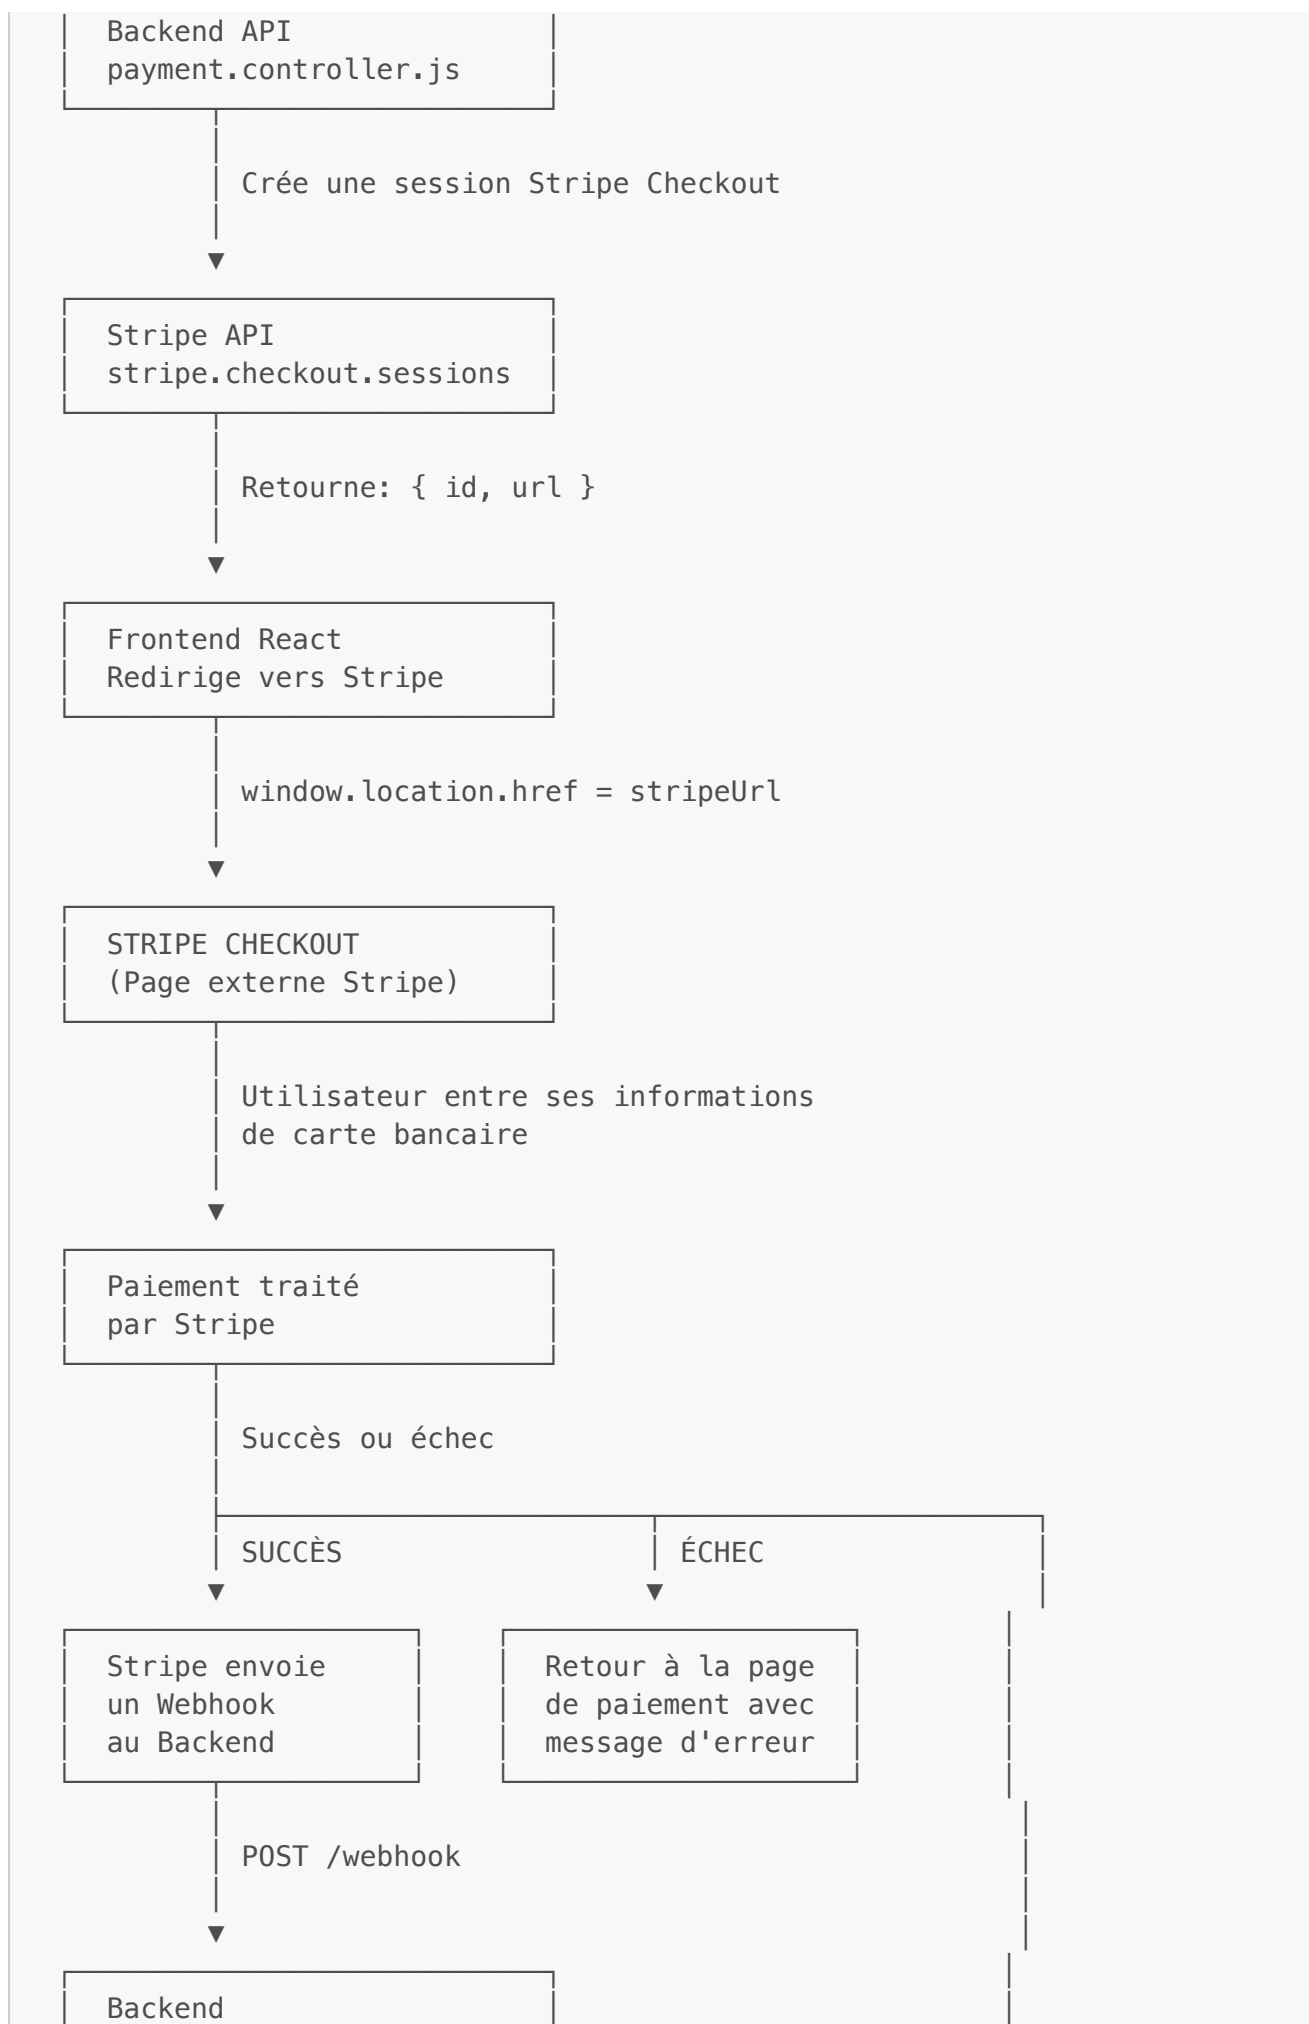 Backend API
payment.controller.js
Crée une session Stripe Checkout
Stripe API
stripe.checkout.sessions
Retourne: { id, url }
Frontend React
Redirige vers Stripe
window.location.href = stripeUrl
STRIPE CHECKOUT
(Page externe Stripe)
Utilisateur entre ses informations
de carte bancaire
Paiement traité
par Stripe
Succès ou échec
SUCCÈS
ÉCHEC
Stripe envoie
un Webhook
au Backend
Retour à la page
de paiement avec
message d'erreur
POST /webhook
Backend